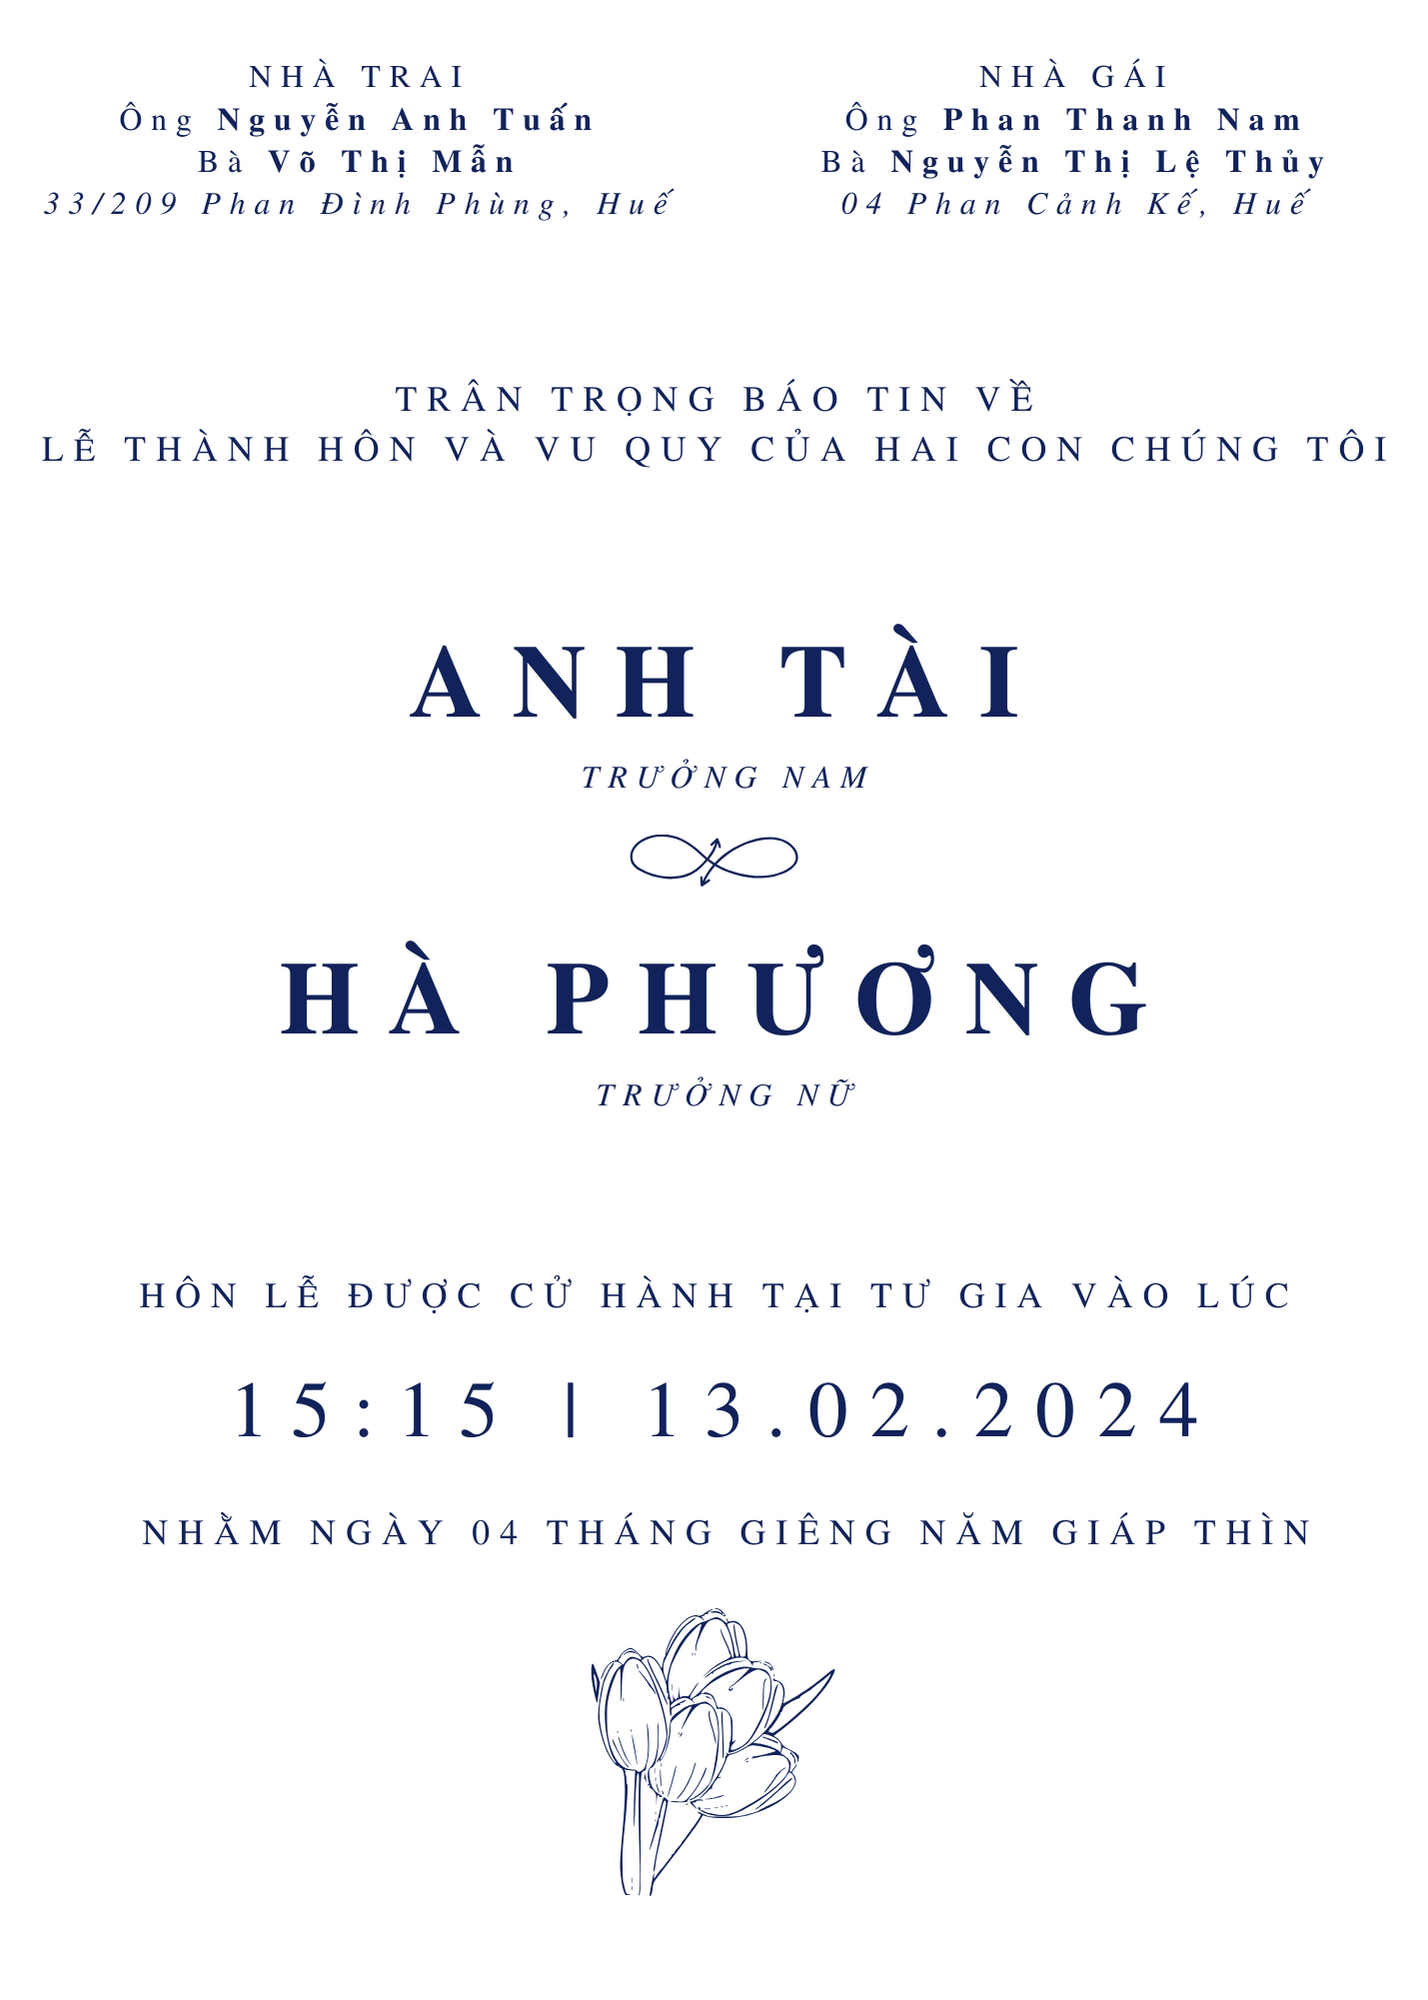 NHÀ TRAI
Ông Nguyễn Anh Tuấn
Bà Võ Thị Mẫn
33/209 Phan Đình Phùng, Huế
NHÀ GÁI
Ông Phan Thanh Nam
Bà Nguyễn Thị Lệ Thủy
04 Phan Cảnh Kế, Huế
TRÂN TRỌNG BÁO TIN VỀ
LỄ THÀNH HÔN VÀ VU QUY CỦA HAI CON CHÚNG TÔI
ANH TÀI
TRƯỞNG NAM
HÀ PHƯƠNG
TRƯỞNG NỮ
HÔN LỄ ĐƯỢC CỬ HÀNH TẠI TƯ GIA VÀO LÚC
15:15 | 13.02.2024
NHẰM NGÀY 04 THÁNG GIÊNG NĂM GIÁP THÌN